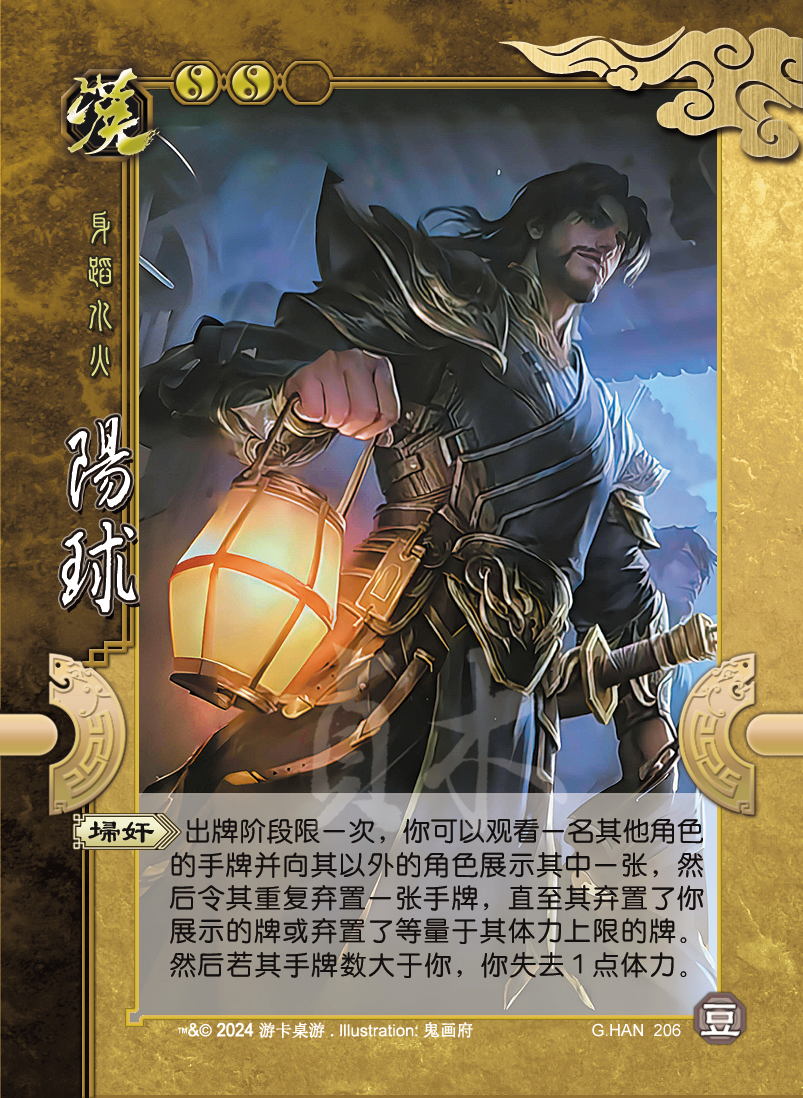 漢
身蹈水火
陽球
掃奸
出牌阶段限一次，你可以观看一名其他角色
的手牌并向其以外的角色展示其中一张，然
后令其重复弃置一张手牌，直至其弃置了你
展示的牌或弃置了等量于其体力上限的牌。
然后若其手牌数大于你，你失去1点体力。
™&© 2024 游卡桌游 . Illustration: 鬼画府
G.HAN 206
豆